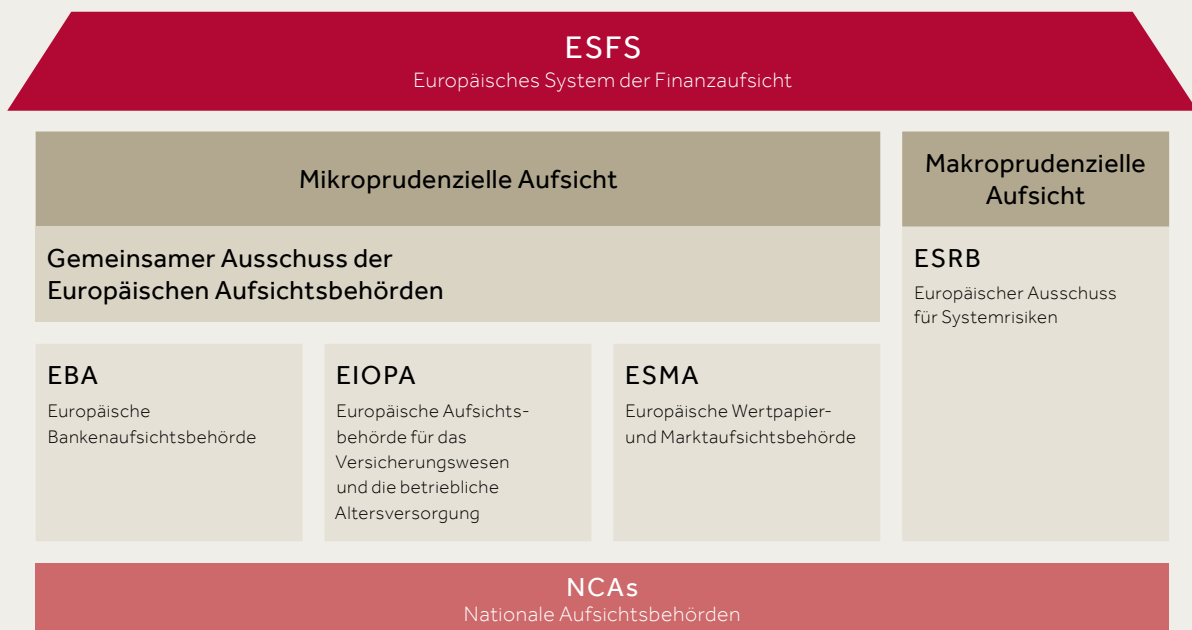 ESFS
Europäisches System der Finanzaufsicht
Mikroprudenzielle Aufsicht
Makroprudenzielle
Aufsicht
Gemeinsamer Ausschuss der
Europäischen Aufsichtsbehörden
ESRB
Europäischer Ausschuss
für Systemrisiken
EBA
Europäische
Bankenaufsichtsbehörde
EIOPA
Europäische Aufsichts-
behörde für das
Versicherungswesen
und die betriebliche
Altersversorgung
ESMA
Europäische Wertpapier-
und Marktaufsichtsbehörde
NCAs
Nationale Aufsichtsbehörden